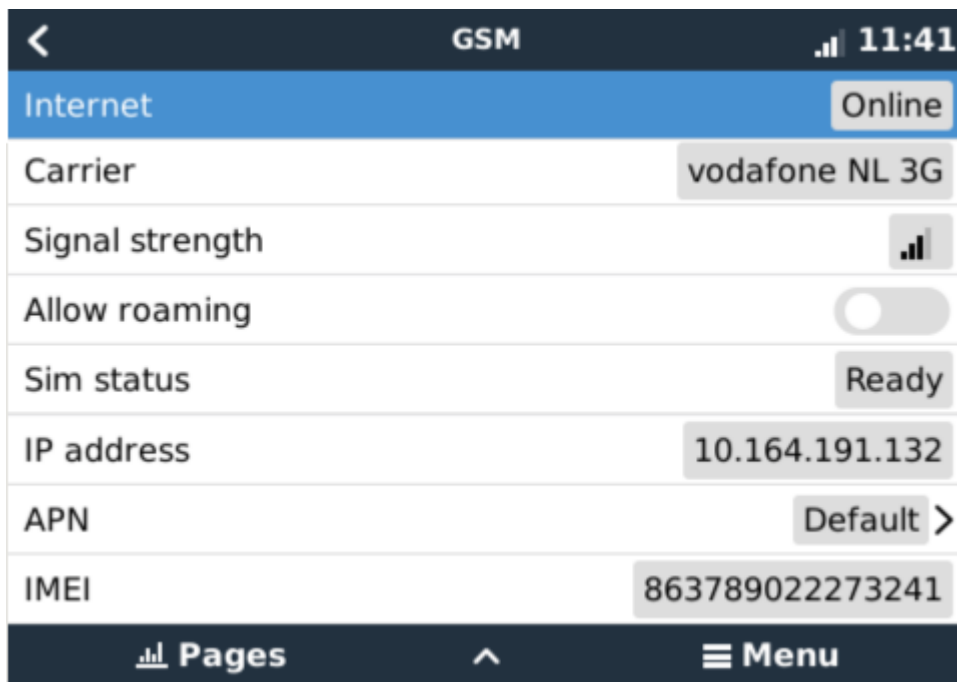 GSM 11:41
Internet Online
Carrier vodafone NL 3G
Signal strength
Allow roaming
Sim status Ready
IP address 10.164.191.132
APN Default
IMEI 863789022273241
Pages Menu